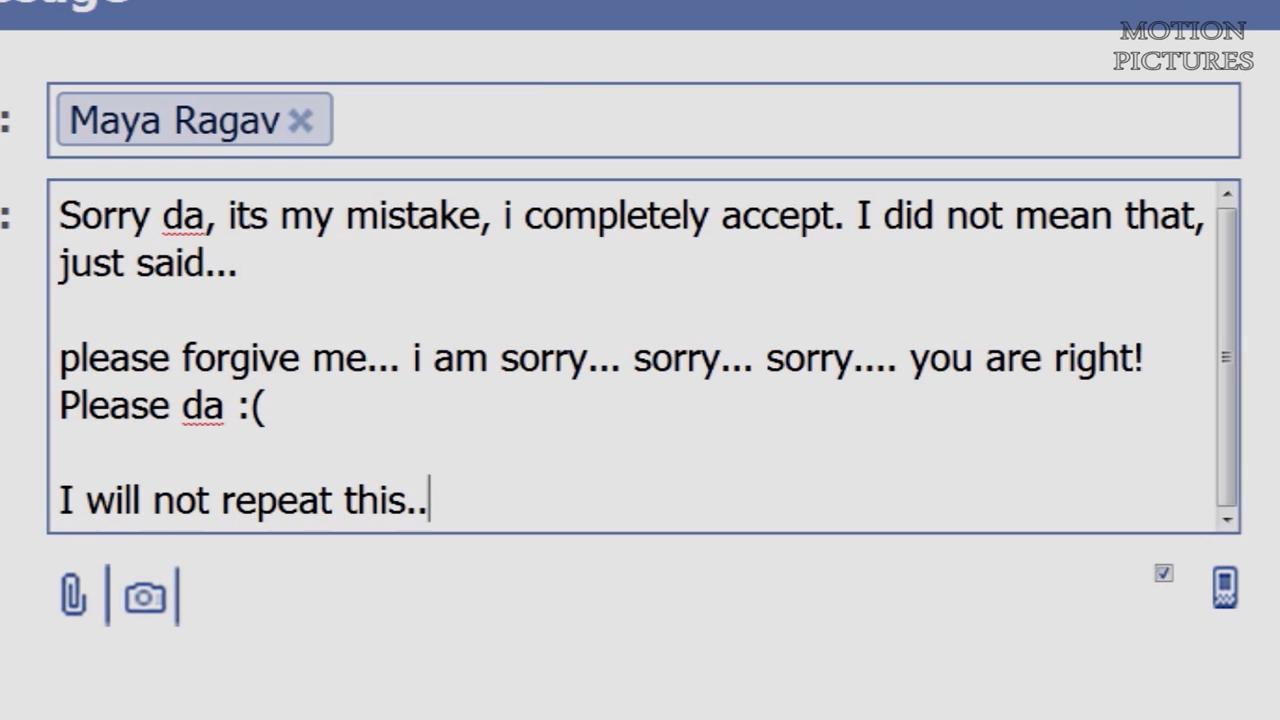 MOTION
PICTURES
:
Maya Ragav
:
Sorry da, its my mistake, i completely accept. I did not mean that,
just said...
please forgive me... i am sorry... sorry... sorry.... you are right!
Please da :(
I will not repeat this..